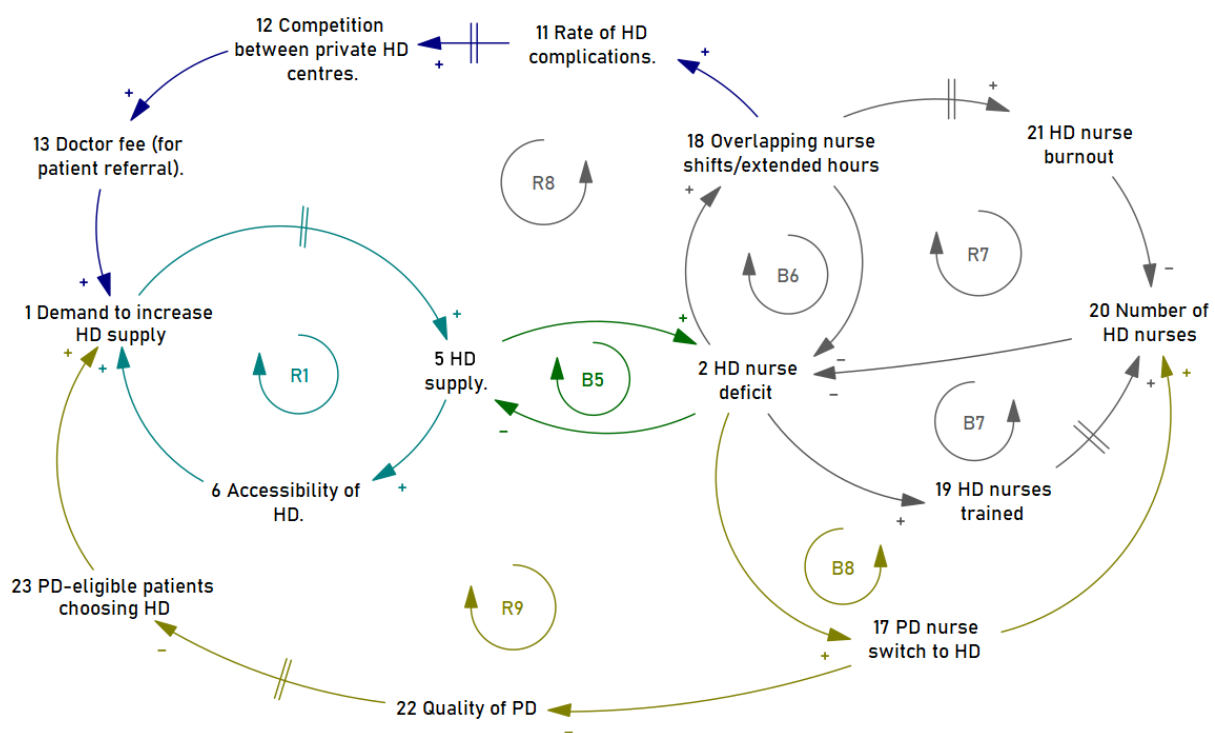 12 Competition
between private HD
centres.
11 Rate of HD
complications.
+
+
+
+
13 Doctor fee (for
patient referral).
18 Overlapping nurse
shifts/extended hours
21 HD nurse
burnout
R8
+
R7
B6
–
+
+
+
1 Demand to increase
HD supply
20 Number of
HD nurses
+
+
R1
5 HD
supply.
B5
2 HD nurse
deficit
–
–
+
+
–
B7
6 Accessibility of
HD.
+
19 HD nurses
trained
+
B8
23 PD-eligible patients
choosing HD
R9
17 PD nurse
switch to HD
–
+
22 Quality of PD
–